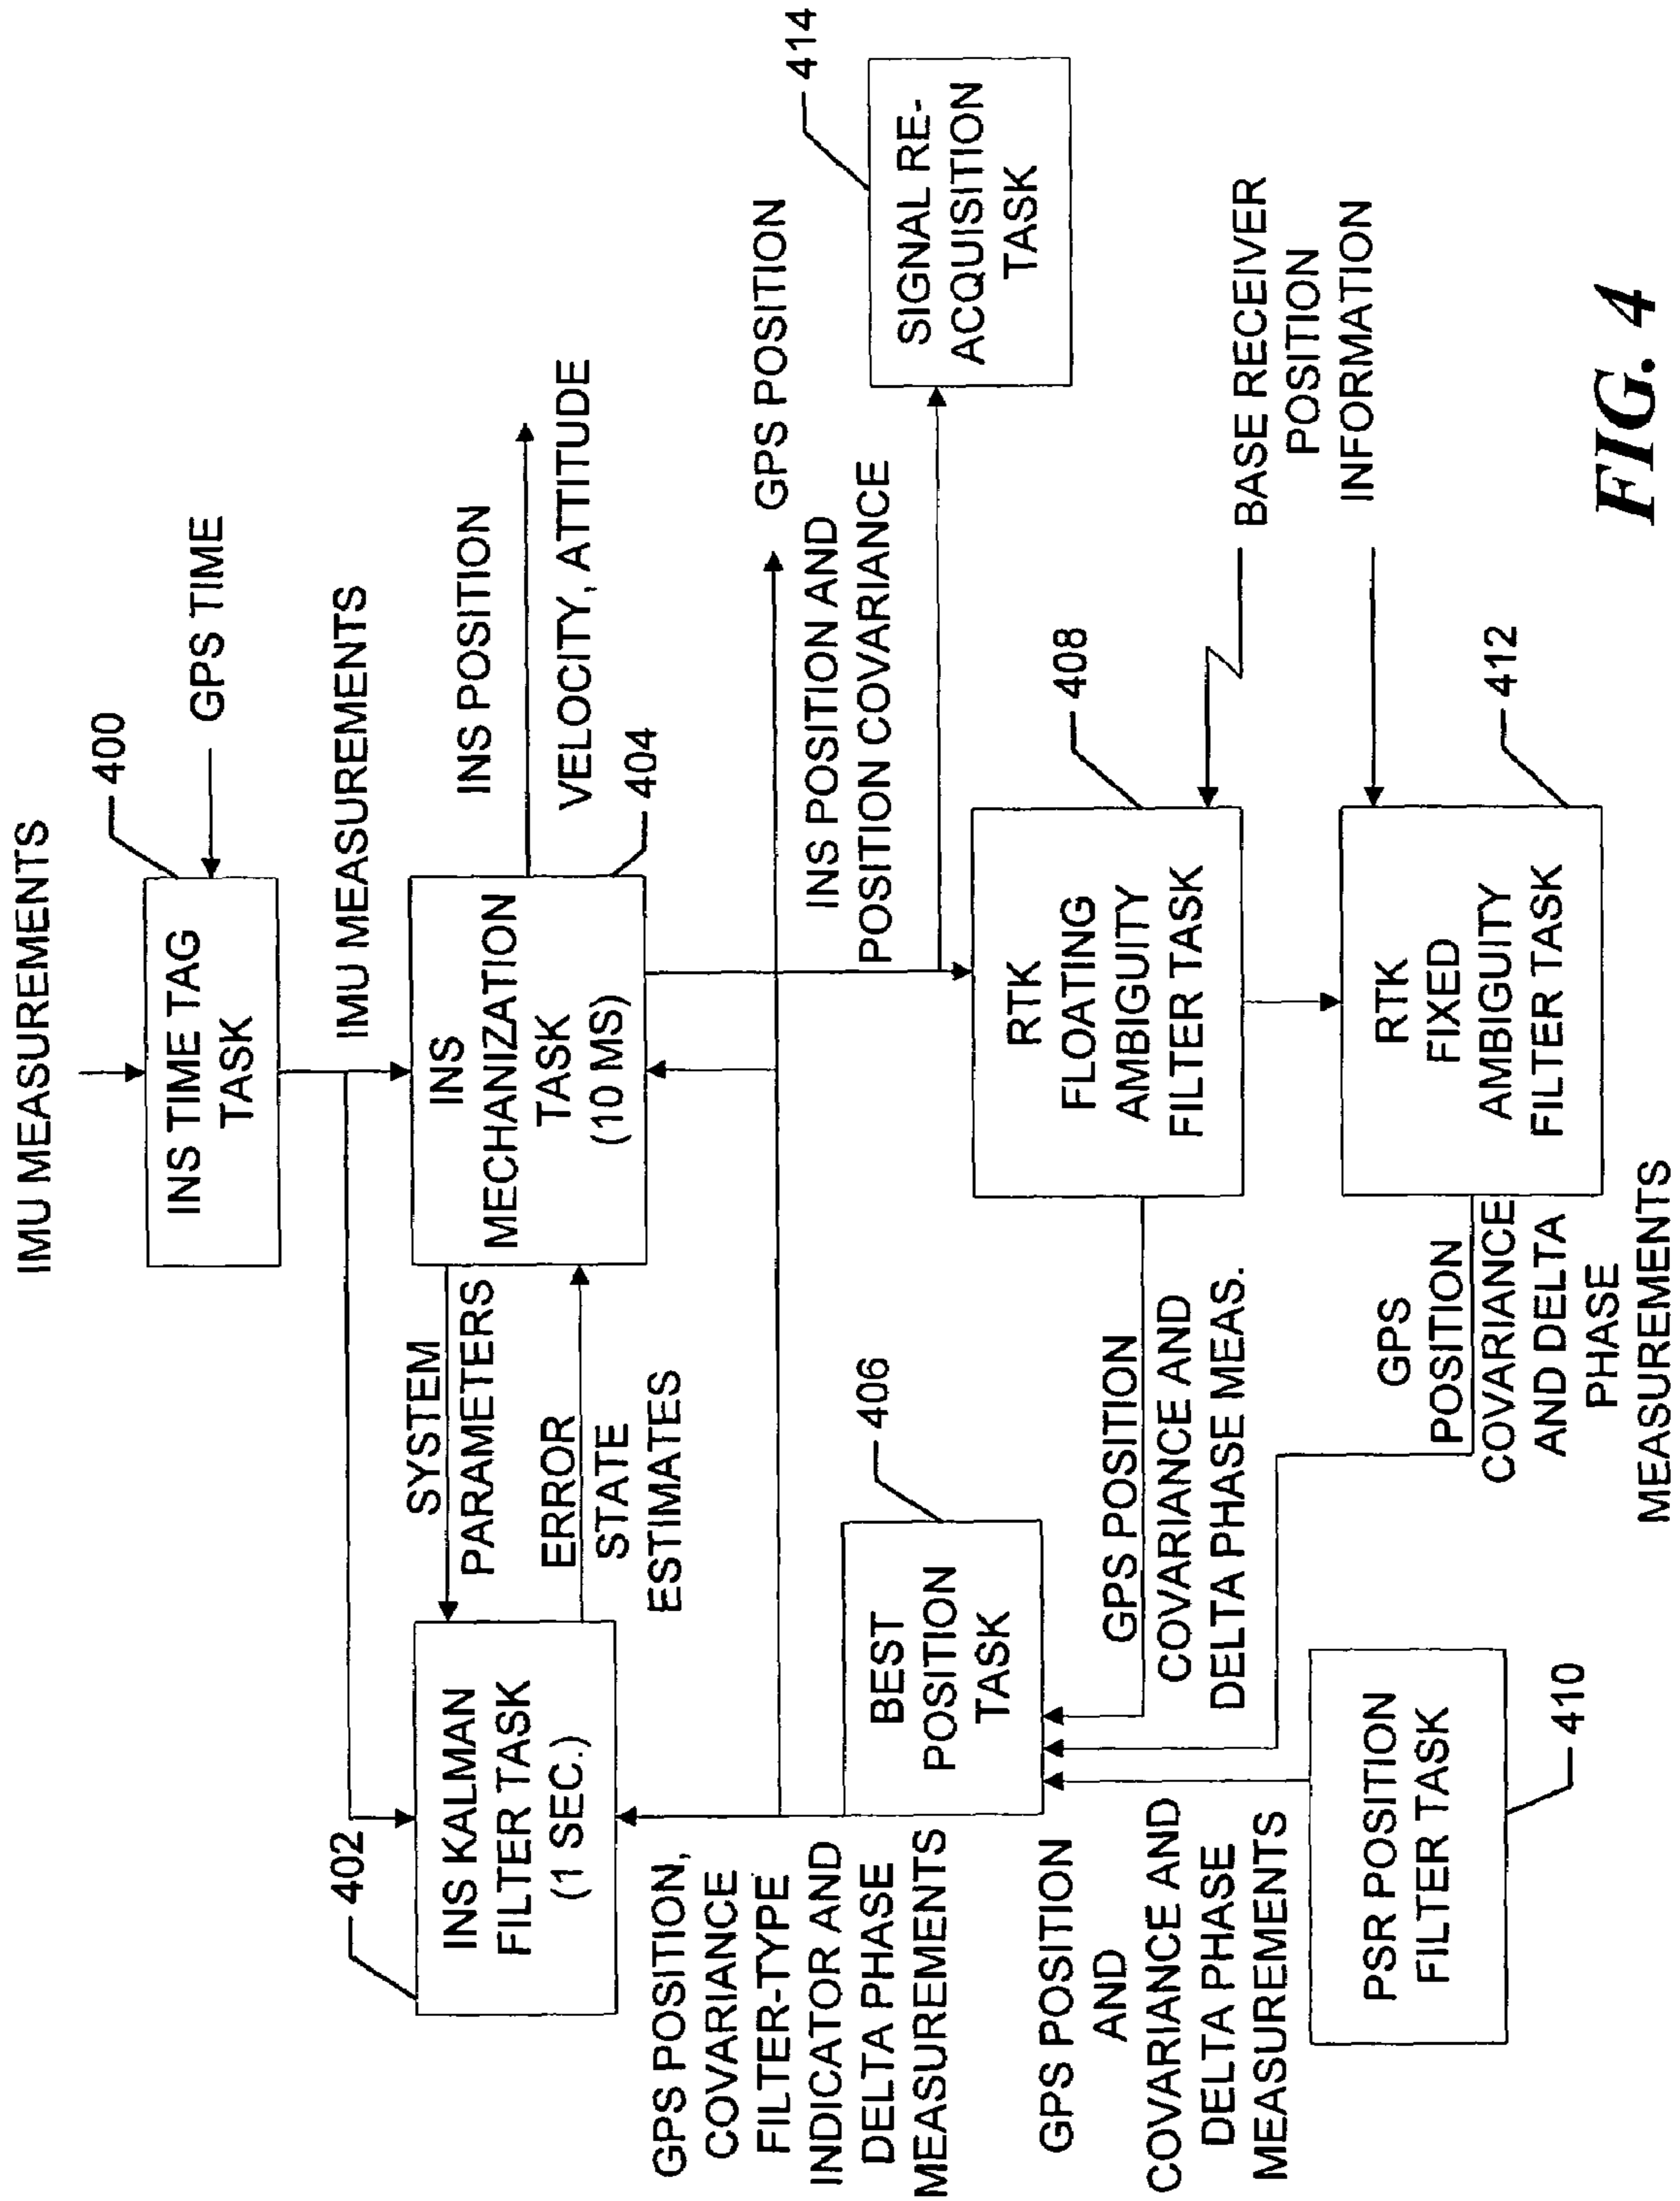 IMU MEASUREMENTS
400
INS TIME TAG
TASK
GPS TIME
IMU MEASUREMENTS
402
INS KALMAN
FILTER TASK
(1 SEC.)
SYSTEM
PARAMETERS
ERROR
STATE
ESTIMATES
INS
MECHANIZATION
TASK
(10 MS)
404
INS POSITION
VELOCITY, ATTITUDE
GPS POSITION,
COVARIANCE
FILTER-TYPE
INDICATOR AND
DELTA PHASE
MEASUREMENTS
BEST
POSITION
TASK
406
GPS POSITION
INS POSITION AND
POSITION COVARIANCE
414
SIGNAL RE-
ACQUISITION
TASK
GPS POSITION
AND
COVARIANCE AND
DELTA PHASE
MEASUREMENTS
GPS POSITION
COVARIANCE AND
DELTA PHASE MEAS.
RTK
FLOATING
AMBIGUITY
FILTER TASK
408
BASE RECEIVER
POSITION
INFORMATION
PSR POSITION
FILTER TASK
410
GPS
POSITION
COVARIANCE
AND DELTA
PHASE
MEASUREMENTS
RTK
FIXED
AMBIGUITY
FILTER TASK
412
FIG. 4